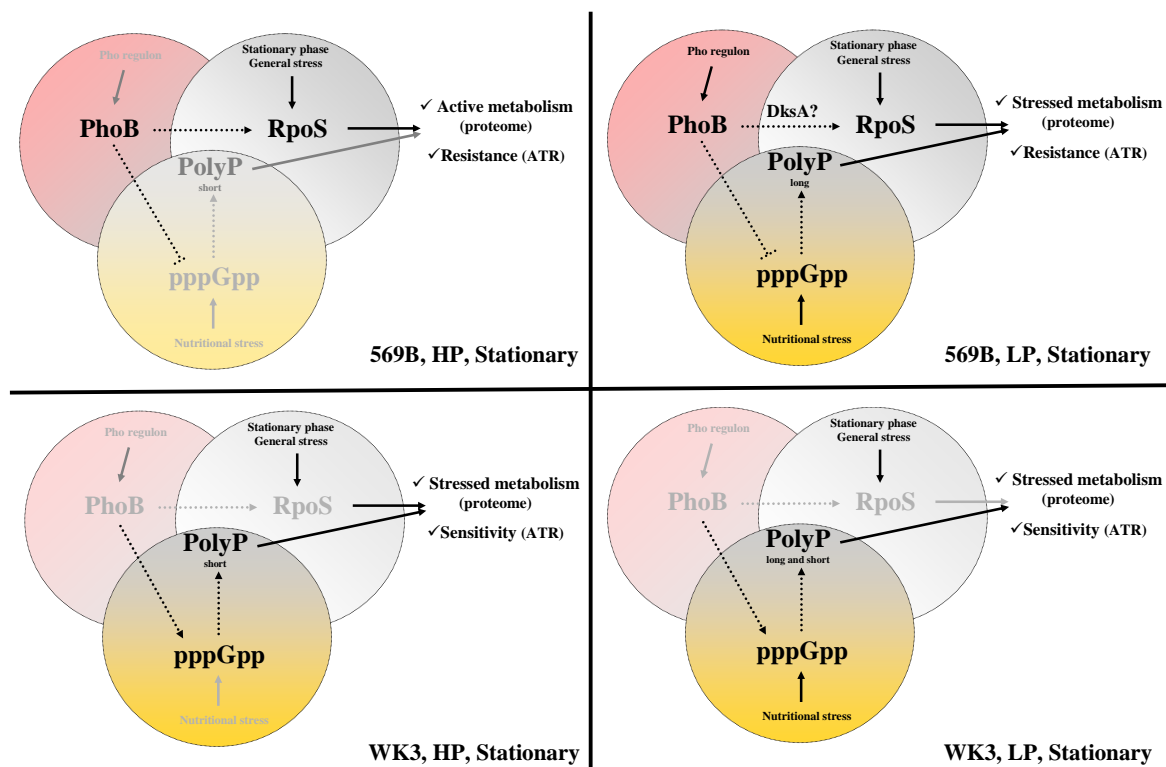 Pho regulon
Stationary phase
General stress
PhoB
RpoS
✓ Active metabolism
(proteome)
✓ Resistance (ATR)
PolyP
short
pppGpp
Nutritional stress
569B, HP, Stationary
Pho regulon
Stationary phase
General stress
DksA?
PhoB
RpoS
✓ Stressed metabolism
(proteome)
✓ Resistance (ATR)
PolyP
long
pppGpp
Nutritional stress
569B, LP, Stationary
Pho regulon
Stationary phase
General stress
PhoB
RpoS
✓ Stressed metabolism
(proteome)
✓ Sensitivity (ATR)
PolyP
short
pppGpp
Nutritional stress
WK3, HP, Stationary
Pho regulon
Stationary phase
General stress
PhoB
RpoS
✓ Stressed metabolism
(proteome)
✓ Sensitivity (ATR)
PolyP
long and short
pppGpp
Nutritional stress
WK3, LP, Stationary